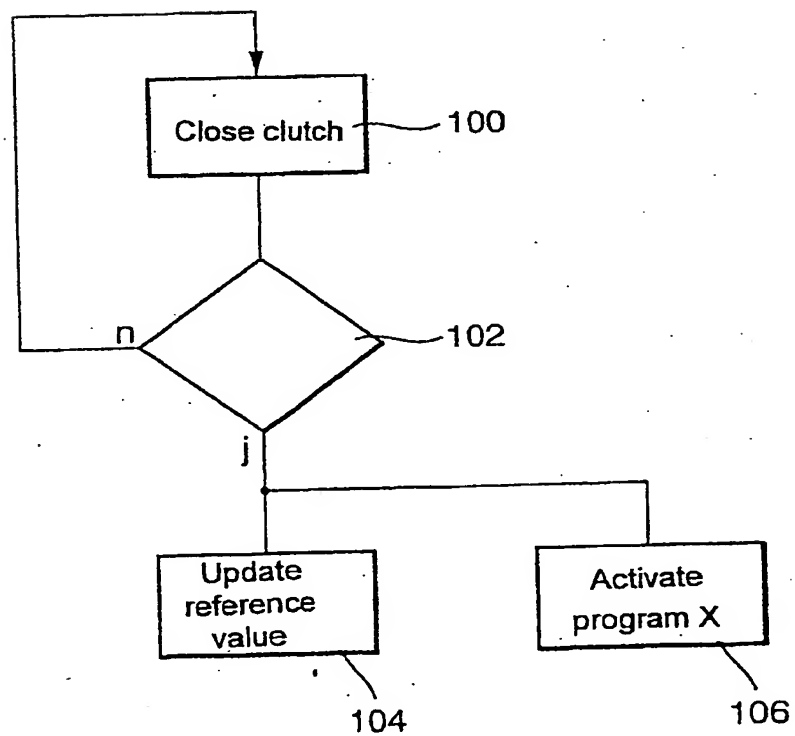 Close clutch
100
n
102
j
Update
reference
value
Activate
program X
104
106